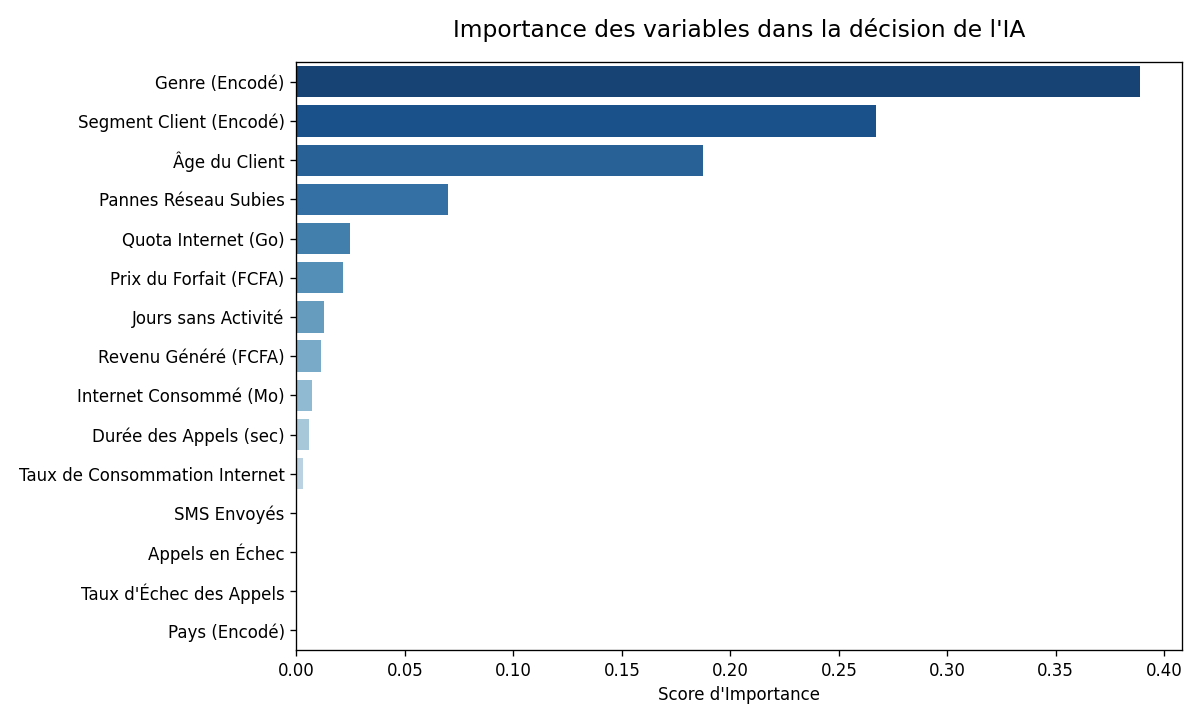 Importance des variables dans la décision de l'IA
Genre (Encodé)
Segment Client (Encodé)
Âge du Client
Pannes Réseau Subies
Quota Internet (Go)
Prix du Forfait (FCFA)
Jours sans Activité
Revenu Généré (FCFA)
Internet Consommé (Mo)
Durée des Appels (sec)
Taux de Consommation Internet
SMS Envoyés
Appels en Échec
Taux d'Échec des Appels
Pays (Encodé)
0.00 0.05 0.10 0.15 0.20 0.25 0.30 0.35 0.40
Score d'Importance